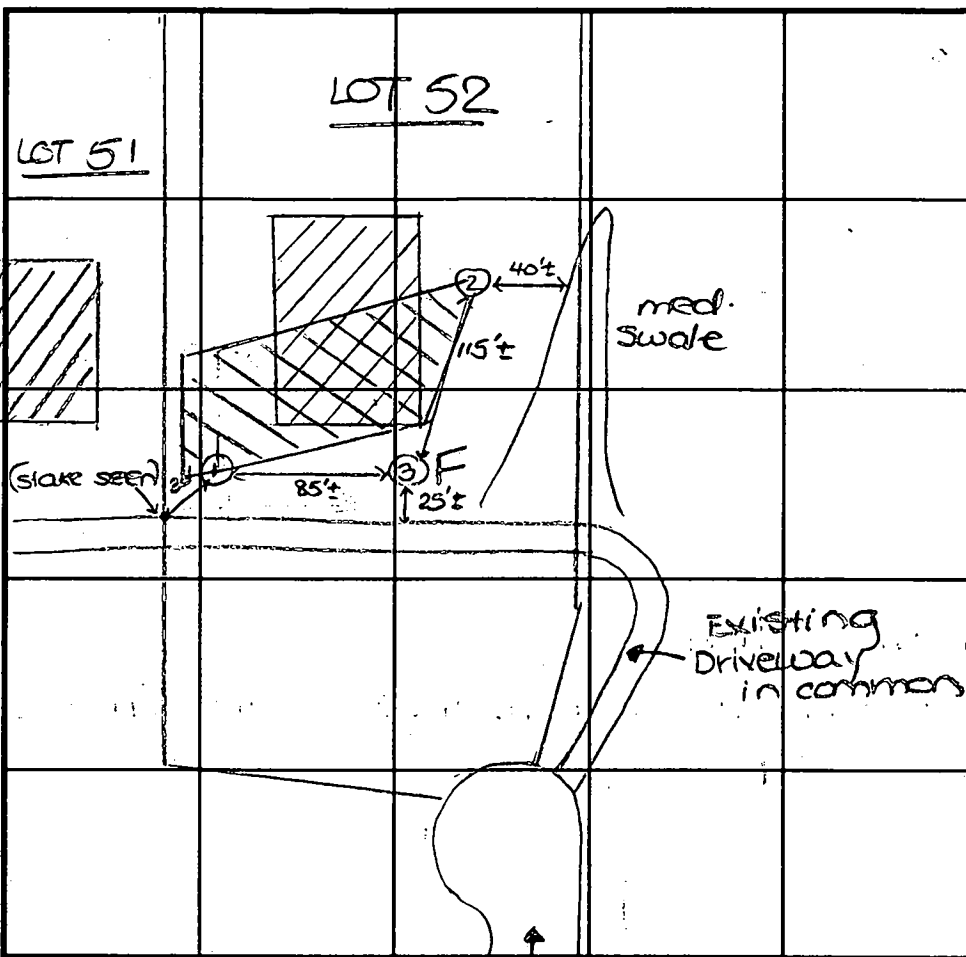 LOT 52
LOT 51
40'±
2
med.
Swale
115'±
(stake seen)
1
85'±
3 F
25'±
Existing
Driveway
in common